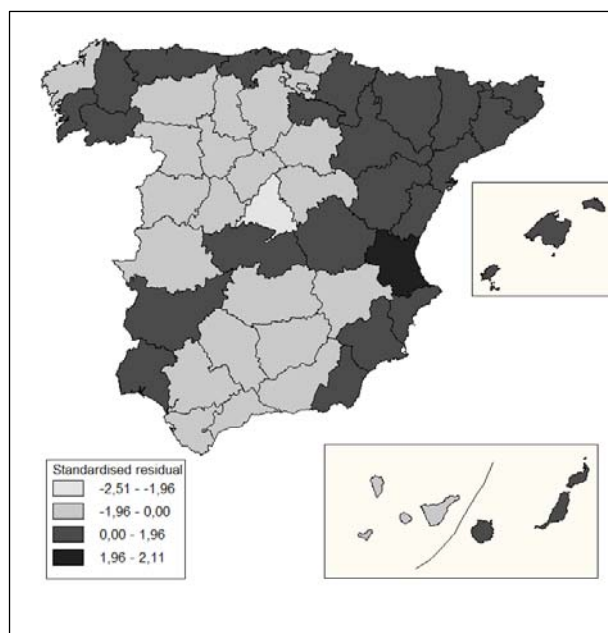 Standardised residual
-2,51 - -1,96
-1,96 - 0,00
0,00 - 1,96
1,96 - 2,11